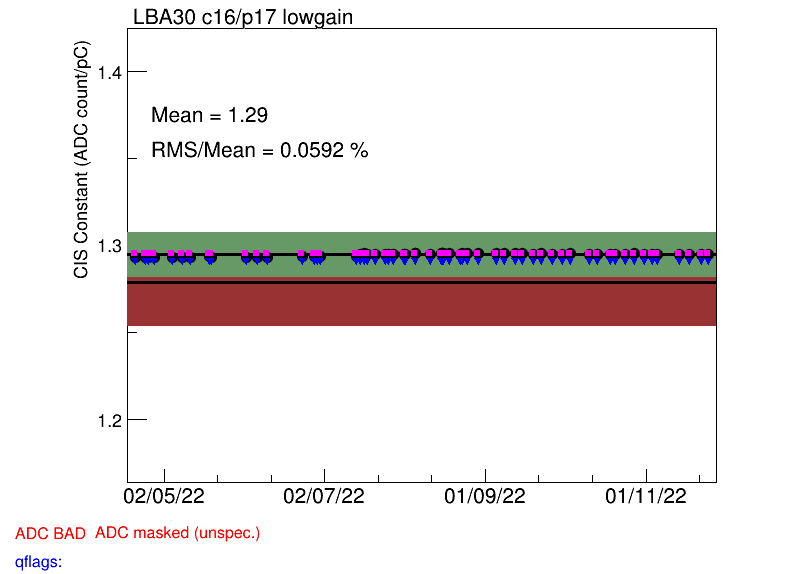 LBA30 c16/p17 lowgain
CIS Constant (ADC count/pC)
1.4
Mean = 1.29
RMS/Mean = 0.0592 %
1.3
1.2
02/05/22 02/07/22 01/09/22 01/11/22
ADC BAD ADC masked (unspec.)
qflags: